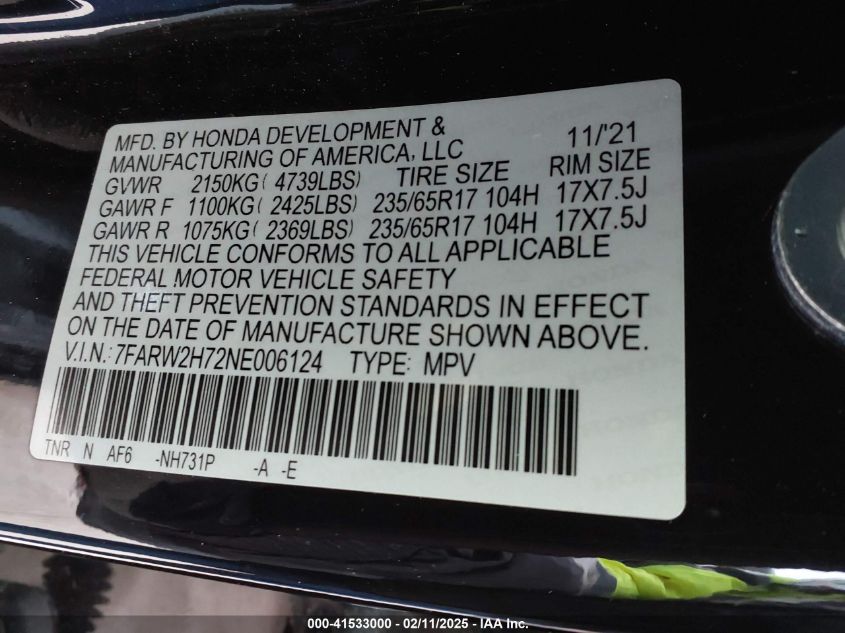 MFD. BY HONDA DEVELOPMENT & 11/'21
MANUFACTURING OF AMERICA, LLC
GVWR 2150KG( 4739LBS) TIRE SIZE RIM SIZE
GAWR F 1100KG( 2425LBS) 235/65R17 104H 17X7.5J
GAWR R 1075KG( 2369LBS) 235/65R17 104H 17X7.5J
THIS VEHICLE CONFORMS TO ALL APPLICABLE
FEDERAL MOTOR VEHICLE SAFETY
AND THEFT PREVENTION STANDARDS IN EFFECT
ON THE DATE OF MANUFACTURE SHOWN ABOVE.
V.I.N.: 7FARW2H72NE006124 TYPE: MPV
TNR N AF6 -NH731P -A -E
000-41533000 - 02/11/2025 - IAA Inc.